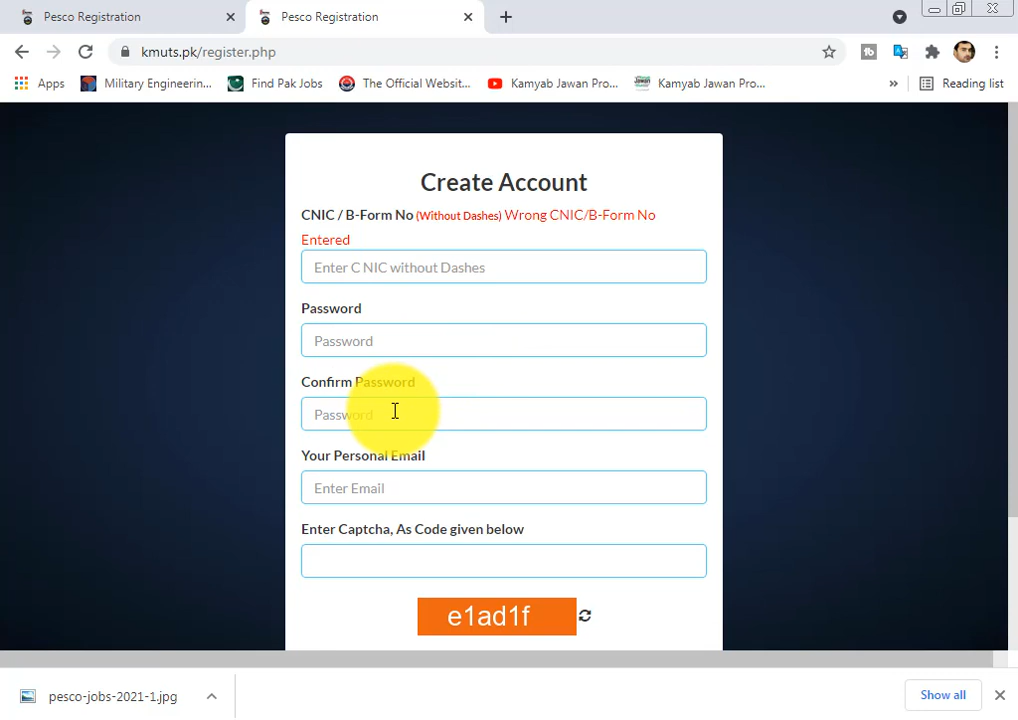 Pesco Registration
Pesco Registration
kmuts.pk/register.php
Apps
Military Engineerin...
Find Pak Jobs
The Official Websit...
Kamyab Jawan Pro...
Kamyab Jawan Pro...
»
Reading list
Create Account
CNIC / B-Form No (Without Dashes) Wrong CNIC/B-Form No
Entered
Enter C NIC without Dashes
Password
Password
Confirm Password
Password
Your Personal Email
Enter Email
Enter Captcha, As Code given below
e1ad1f
pesco-jobs-2021-1.jpg
Show all